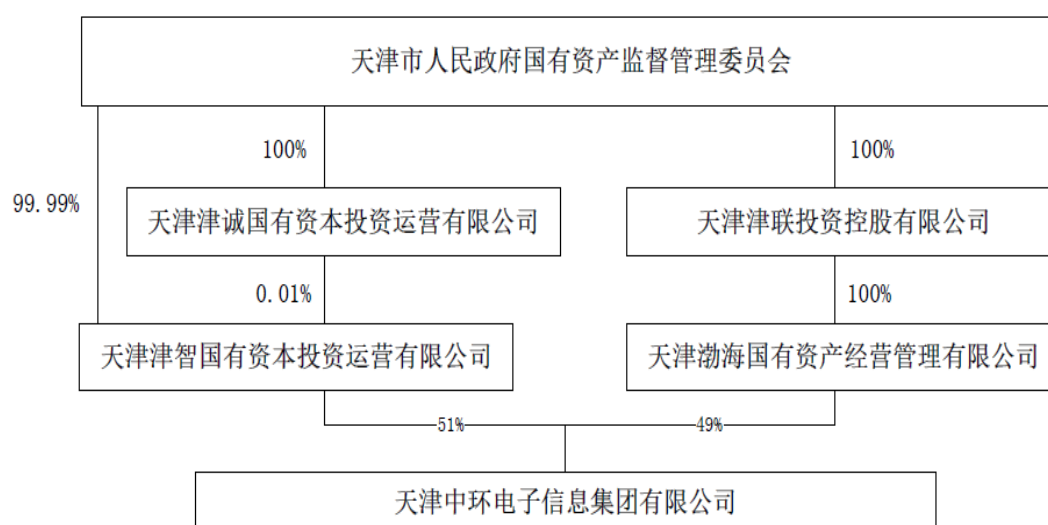 天津市人民政府国有资产监督管理委员会
100%
100%
99.99%
天津津诚国有资本投资运营有限公司
天津津联投资控股有限公司
0.01%
100%
天津津智国有资本投资运营有限公司
天津渤海国有资产经营管理有限公司
51%
49%
天津中环电子信息集团有限公司